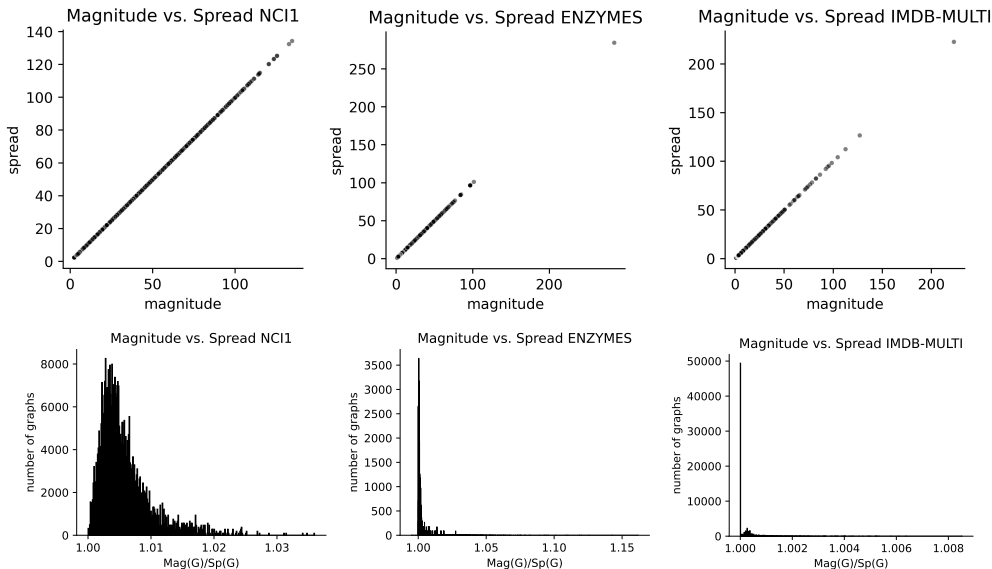 Magnitude vs. Spread NCI1
140
120
100
80
60
40
20
0
spread
0 50 100
magnitude
Magnitude vs. Spread ENZYMES
250
200
150
100
50
0
spread
0 100 200
magnitude
Magnitude vs. Spread IMDB-MULTI
200
150
100
50
0
spread
0 50 100 150 200
magnitude
Magnitude vs. Spread NCI1
8000
6000
4000
2000
0
number of graphs
1.00 1.01 1.02 1.03
Mag(G)/Sp(G)
Magnitude vs. Spread ENZYMES
3500
3000
2500
2000
1500
1000
500
0
number of graphs
1.00 1.05 1.10 1.15
Mag(G)/Sp(G)
Magnitude vs. Spread IMDB-MULTI
50000
40000
30000
20000
10000
0
number of graphs
1.000 1.002 1.004 1.006 1.008
Mag(G)/Sp(G)